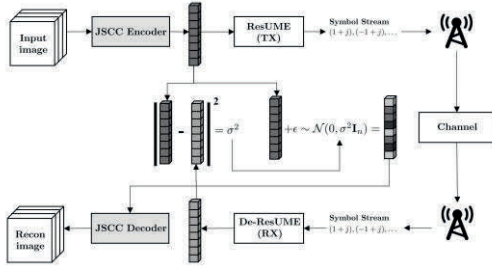 Input
image
JSCC Encoder
ResUME
(TX)
Symbol Stream
(1+j),(-1+j),...
2
- = σ²
+ϵ ∼ N(0,σ²Iₙ) =
Channel
Recon
image
JSCC Decoder
De-ResUME
(RX)
Symbol Stream
(1+j),(-1+j),...